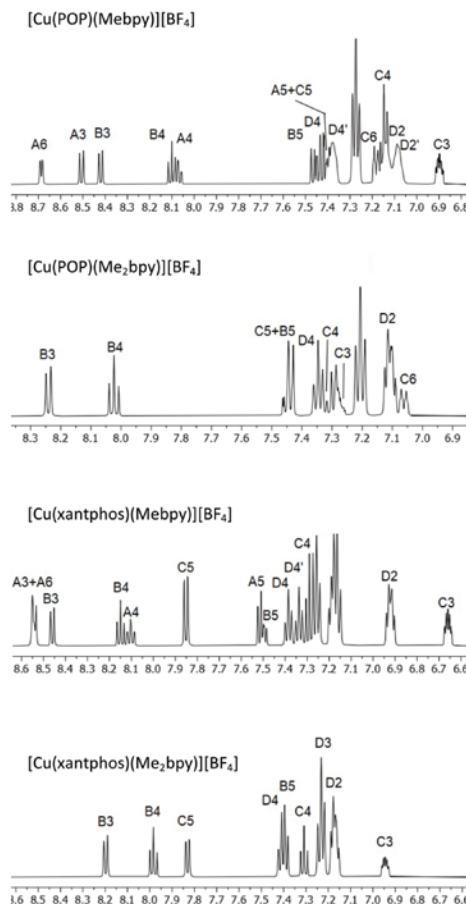 [Cu(POP)(Mebpy)][BF₄]
C4
A5+C5
A6 A3 B3 B4 A4 B5 D4 D4' C6 D2 D2' C3
8.7 8.6 8.5 8.4 8.3 8.2 8.1 8.0 7.9 7.8 7.7 7.6 7.5 7.4 7.3 7.2 7.1 7.0 6.9
[Cu(POP)(Me₂bpy)][BF₄]
B3 B4 C5+B5 D4 C4 C3 D2 C6
8.3 8.2 8.1 8.0 7.9 7.8 7.7 7.6 7.5 7.4 7.3 7.2 7.1 7.0 6.9
[Cu(xantphos)(Mebpy)][BF₄]
A3+A6 B3 B4 A4 C5 A5 B5 D4 D4' C4 D2 C3
8.6 8.5 8.4 8.3 8.2 8.1 8.0 7.9 7.8 7.7 7.6 7.5 7.4 7.3 7.2 7.1 7.0 6.9 6.8 6.7 6.6
[Cu(xantphos)(Me₂bpy)][BF₄]
B3 B4 C5 D4 B5 C4 D3 D2 C3
8.6 8.5 8.4 8.3 8.2 8.1 8.0 7.9 7.8 7.7 7.6 7.5 7.4 7.3 7.2 7.1 7.0 6.9 6.8 6.7 6.6